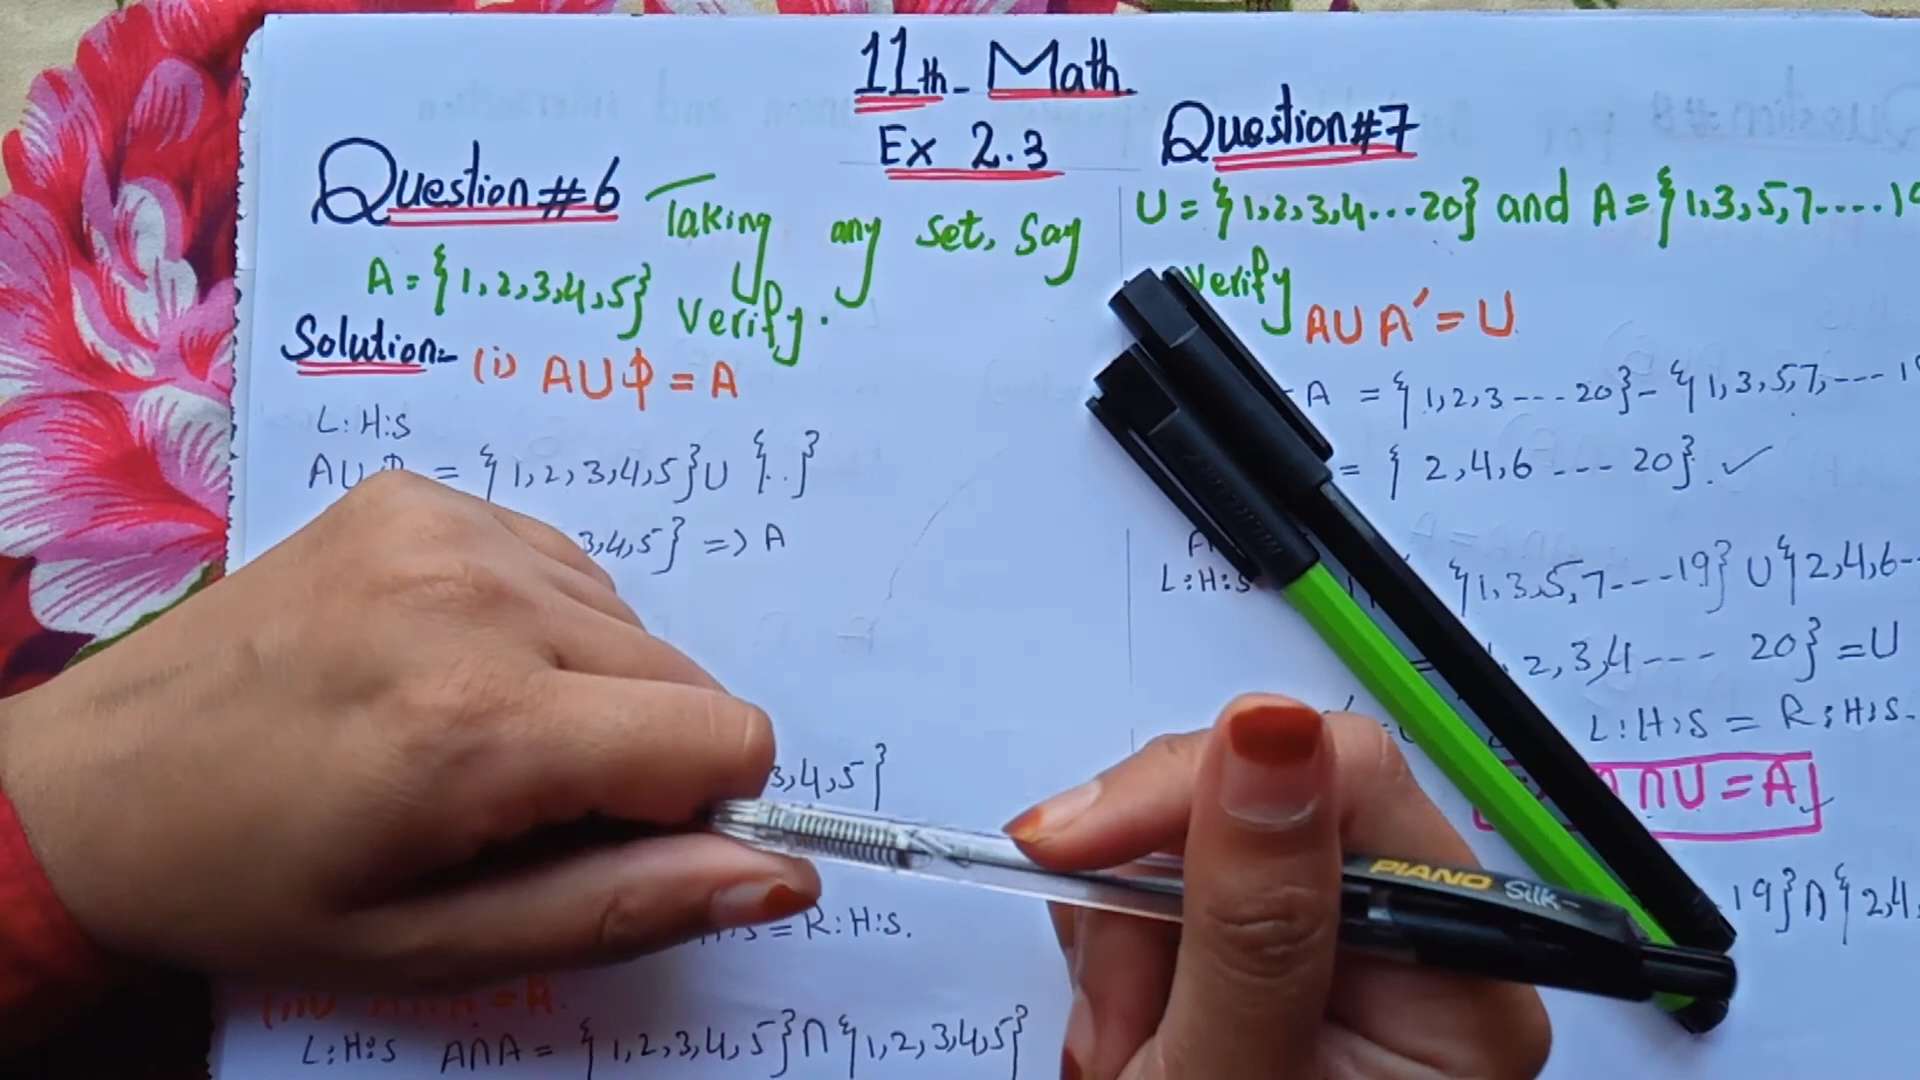 11th - Math
Ex 2.3
Question #6 Taking any set, say
A = {1,2,3,4,5} verify.
Solution:- (i) A∪Φ = A
L:H:S
A∪Φ = {1,2,3,4,5}∪{..}
3,4,5} => A
3,4,5}
= R:H:S.
A∩A = A.
L:H:S A∩A = {1,2,3,4,5}∩{1,2,3,4,5}
Question #7
U = {1,2,3,4...20} and A = {1,3,5,7....19
verify
A∪A′ = U
-A = {1,2,3---20}-{1,3,5,7,---19
= {2,4,6---20}. ✓
L:H:S {1,3,5,7---19}∪{2,4,6--
= 2,3,4--- 20} = U
L:H:S = R:H:S.
∩U = A
19}∩{2,4,
PIANO Silk-